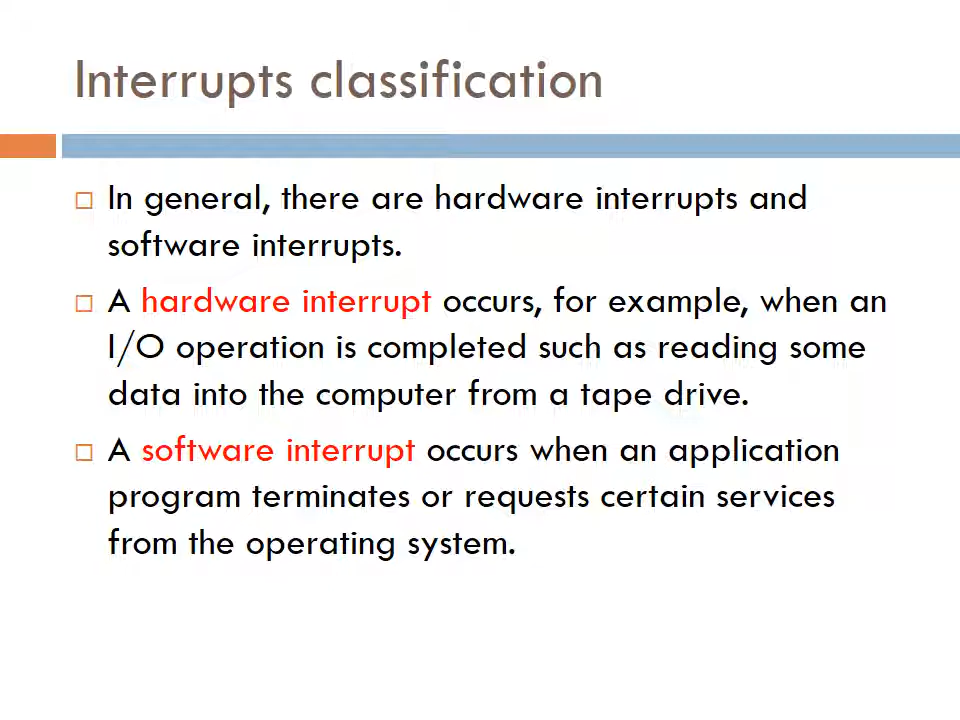 Interrupts classification
In general, there are hardware interrupts and
software interrupts.
A hardware interrupt occurs, for example, when an
I/O operation is completed such as reading some
data into the computer from a tape drive.
A software interrupt occurs when an application
program terminates or requests certain services
from the operating system.